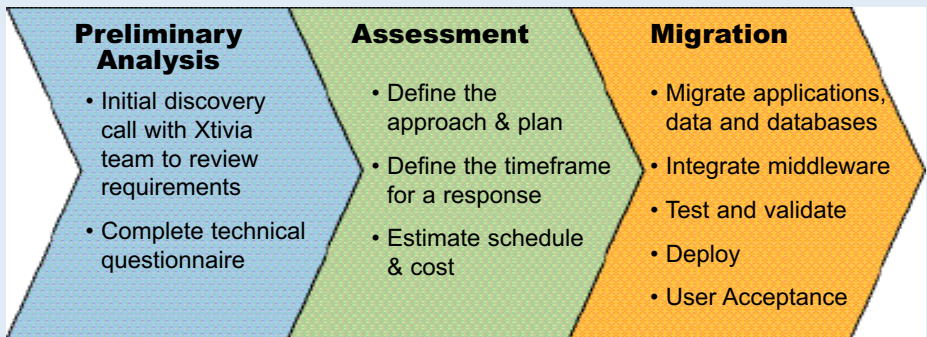 Preliminary
Analysis
• Initial discovery
call with Xtivia
team to review
requirements
• Complete technical
questionnaire
Assessment
• Define the
approach & plan
• Define the timeframe
for a response
• Estimate schedule
& cost
Migration
• Migrate applications,
data and databases
• Integrate middleware
• Test and validate
• Deploy
• User Acceptance